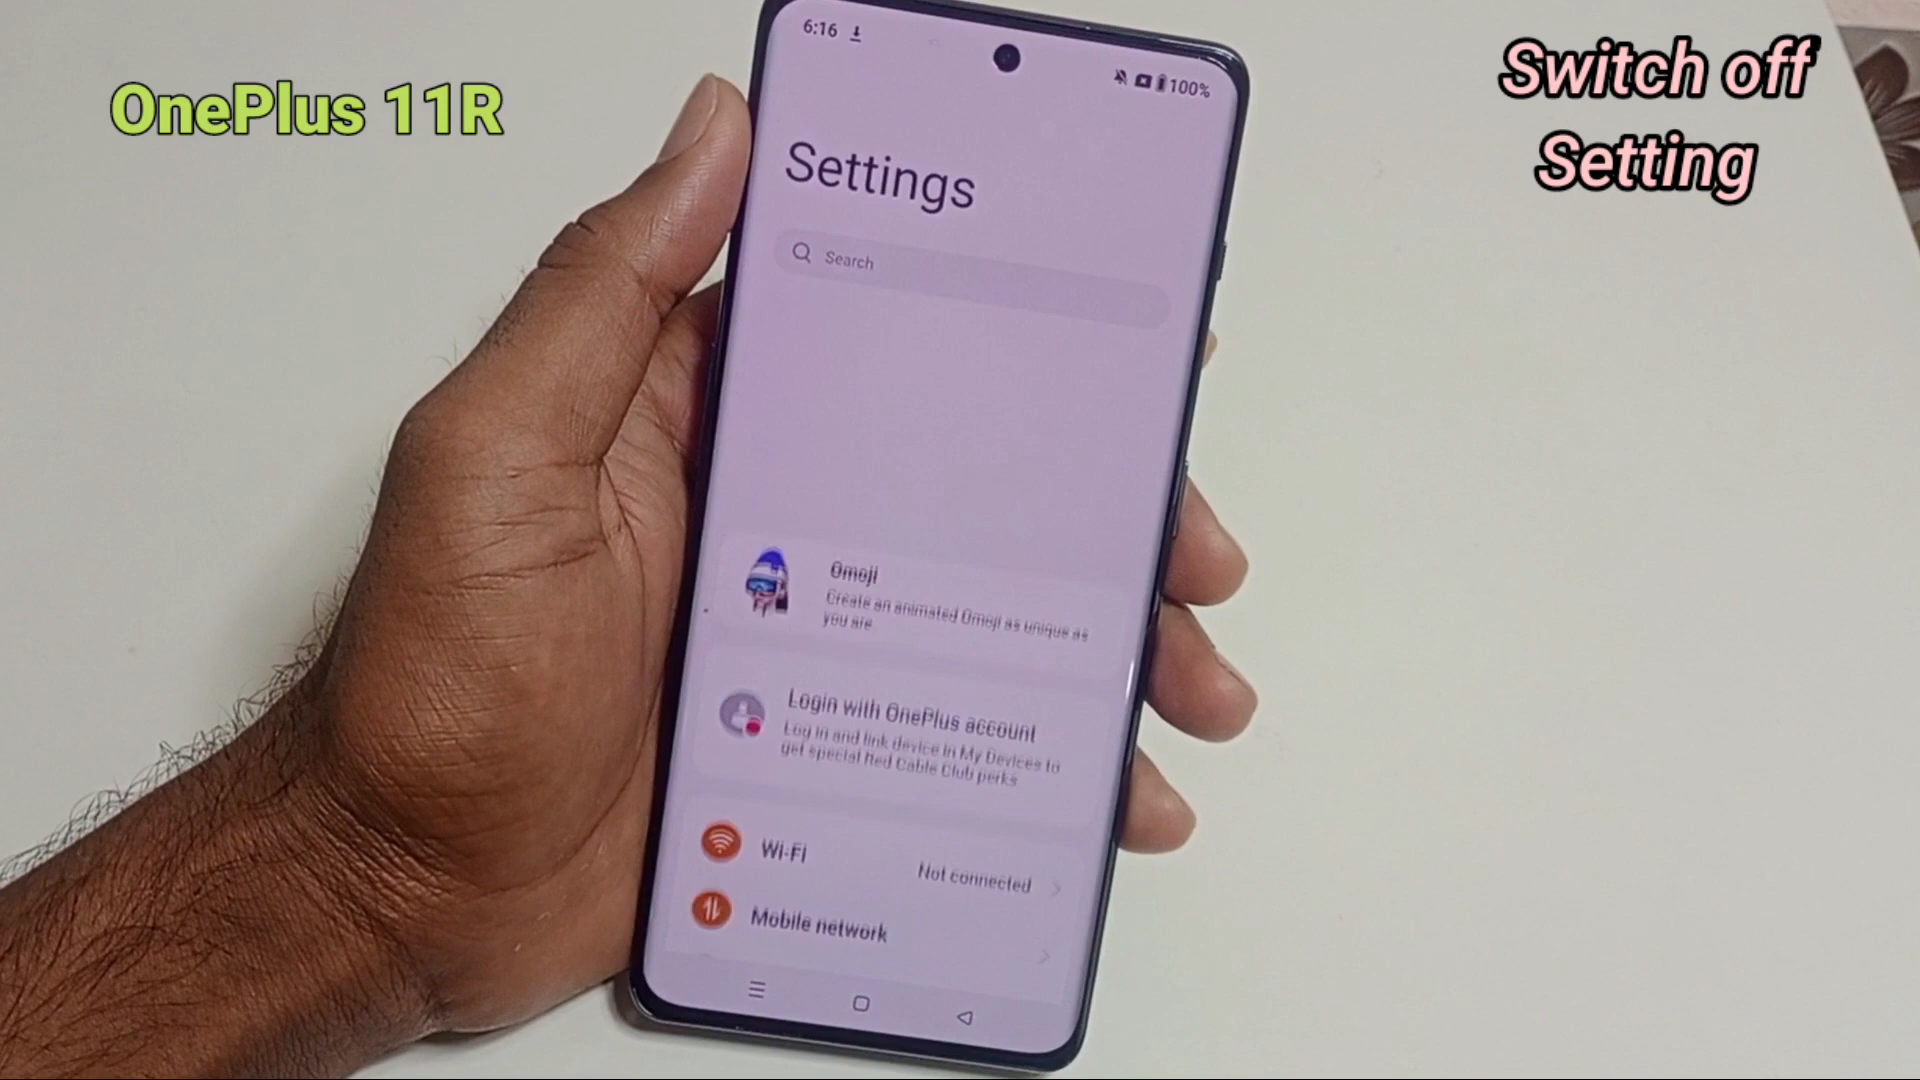 OnePlus 11R
Switch off
Setting
6:16
100%
Settings
Search
Omoji
Create an animated Omoji as unique as
you are
Login with OnePlus account
Log in and link device in My Devices to
get special Red Cable Club perks
Wi-Fi
Not connected
Mobile network